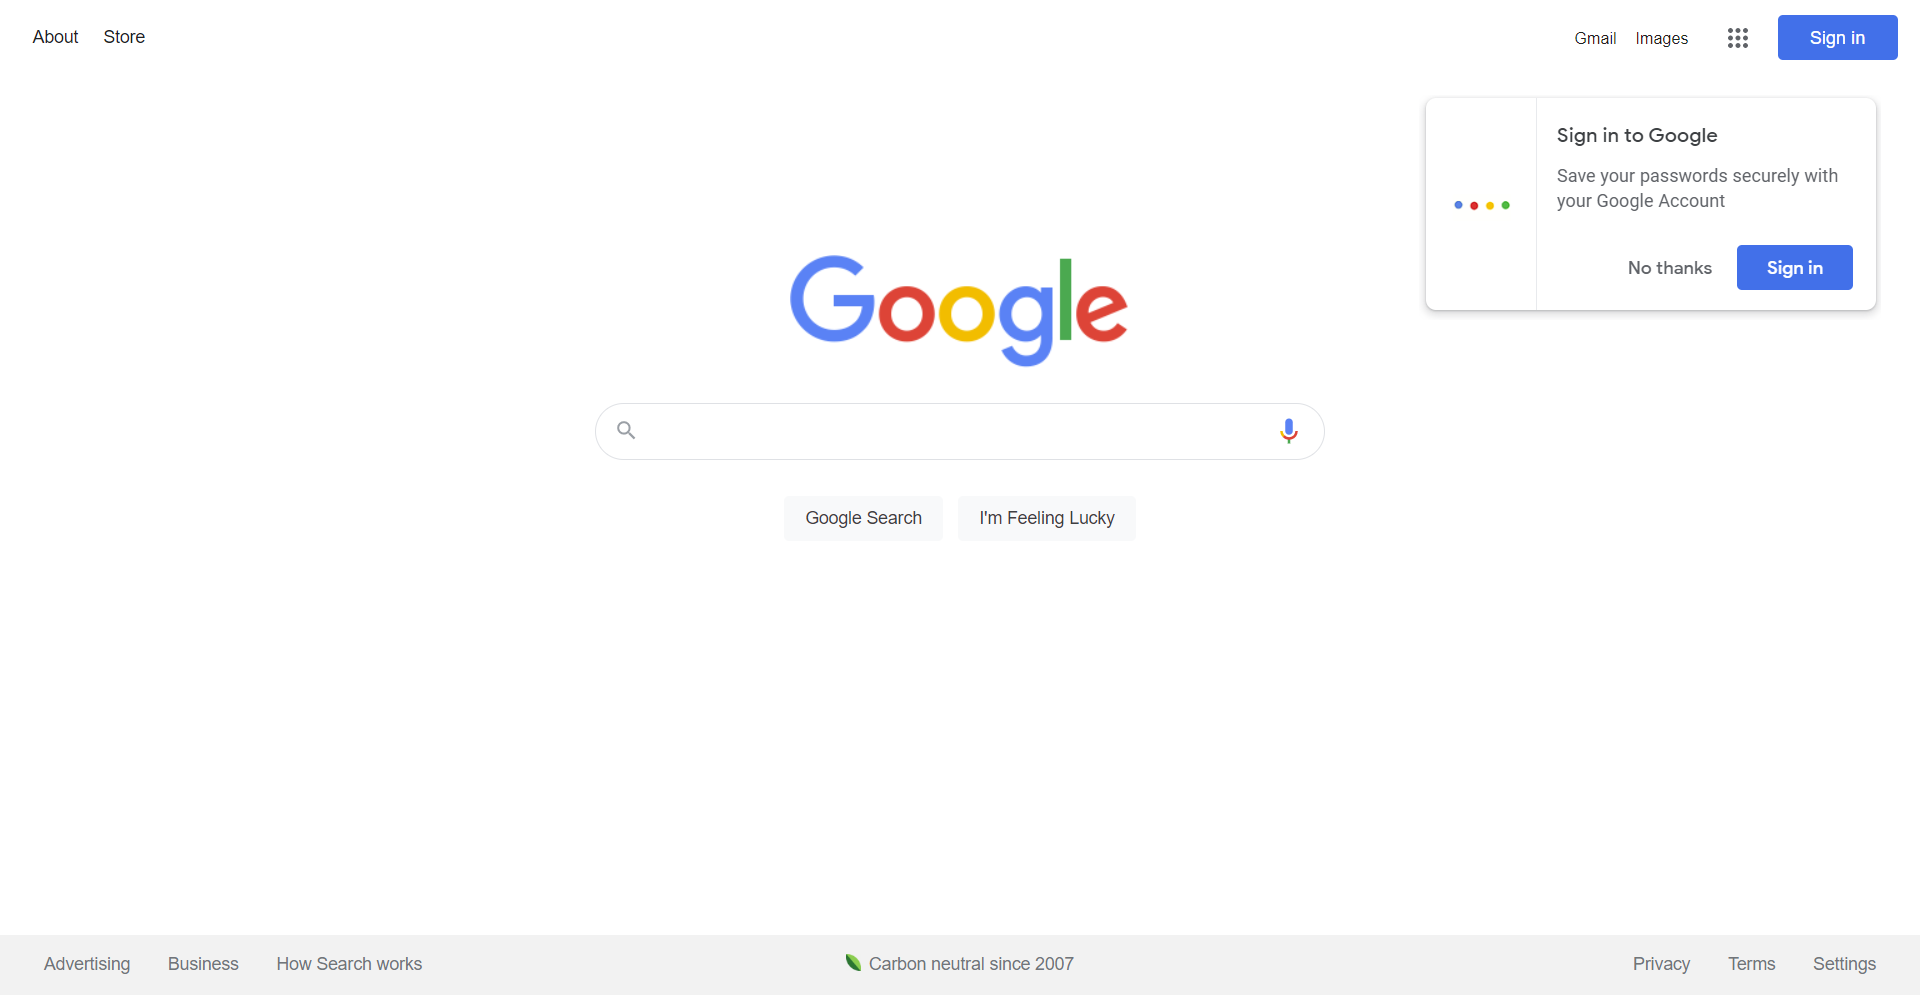 About Store
Gmail Images Sign in
Sign in to Google
Save your passwords securely with
your Google Account
No thanks Sign in
Google
Google Search I'm Feeling Lucky
Advertising Business How Search works
Carbon neutral since 2007
Privacy Terms Settings